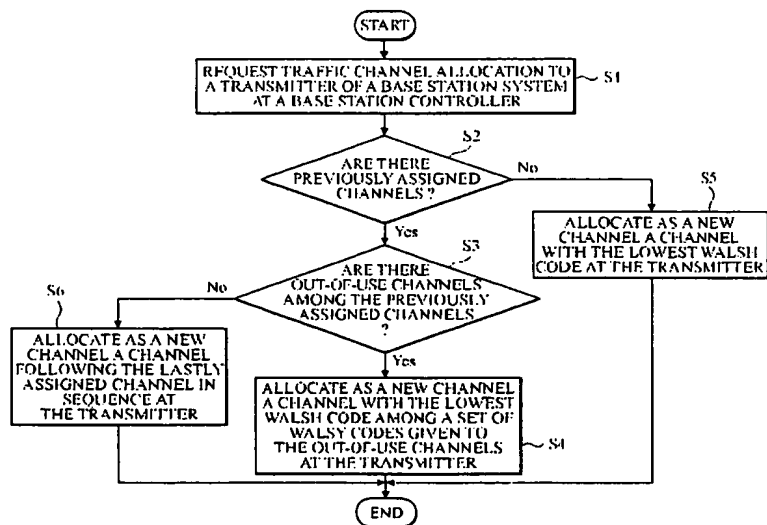 START
REQUEST TRAFFIC CHANNEL ALLOCATION TO
A TRANSMITTER OF A BASE STATION SYSTEM
AT A BASE STATION CONTROLLER
S1
S2
ARE THERE
PREVIOUSLY ASSIGNED
CHANNELS ?
No
Yes
S5
ALLOCATE AS A NEW
CHANNEL A CHANNEL
WITH THE LOWEST WALSH
CODE AT THE TRANSMITTER
S3
ARE THERE
OUT-OF-USE CHANNELS
AMONG THE PREVIOUSLY
ASSIGNED CHANNELS
?
No
Yes
S6
ALLOCATE AS A NEW
CHANNEL A CHANNEL
FOLLOWING THE LASTLY
ASSIGNED CHANNEL IN
SEQUENCE AT
THE TRANSMITTER
ALLOCATE AS A NEW CHANNEL
A CHANNEL WITH THE LOWEST
WALSH CODE AMONG A SET OF
WALSY CODES GIVEN TO
THE OUT-OF-USE CHANNELS
AT THE TRANSMITTER
S4
END